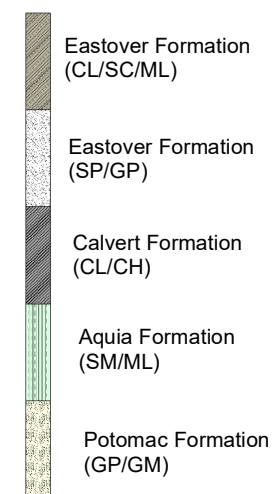 Eastover Formation
(CL/SC/ML)
Eastover Formation
(SP/GP)
Calvert Formation
(CL/CH)
Aquia Formation
(SM/ML)
Potomac Formation
(GP/GM)